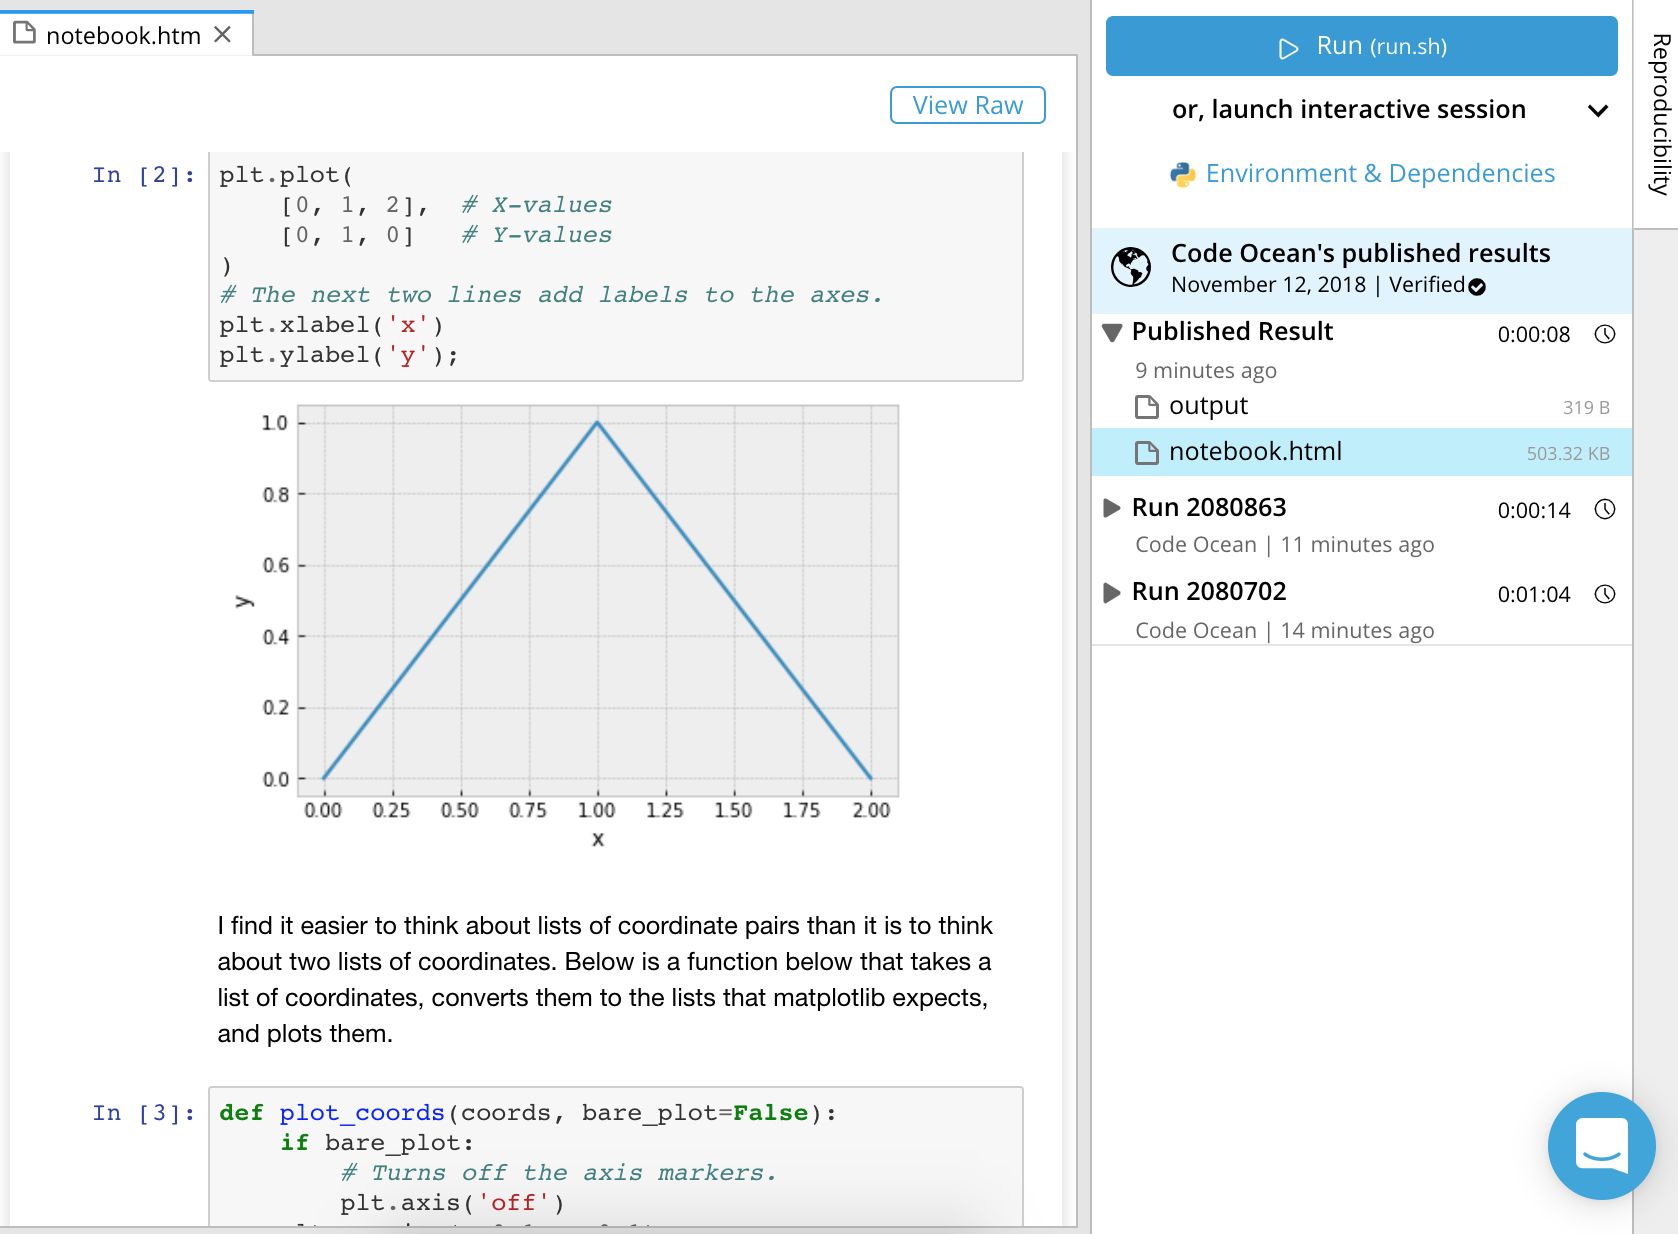 notebook.htm
View Raw
In [2]:
plt.plot(
[0, 1, 2],  # X-values
[0, 1, 0]   # Y-values
)
# The next two lines add labels to the axes.
plt.xlabel('x')
plt.ylabel('y');
1.0
0.8
0.6
0.4
0.2
0.0
y
0.00 0.25 0.50 0.75 1.00 1.25 1.50 1.75 2.00
x
I find it easier to think about lists of coordinate pairs than it is to think
about two lists of coordinates. Below is a function below that takes a
list of coordinates, converts them to the lists that matplotlib expects,
and plots them.
In [3]:
def plot_coords(coords, bare_plot=False):
if bare_plot:
# Turns off the axis markers.
plt.axis('off')
Run (run.sh)
or, launch interactive session
Environment & Dependencies
Code Ocean's published results
November 12, 2018 | Verified
Published Result 0:00:08
9 minutes ago
output 319 B
notebook.html 503.32 KB
Run 2080863 0:00:14
Code Ocean | 11 minutes ago
Run 2080702 0:01:04
Code Ocean | 14 minutes ago
Reproducibility